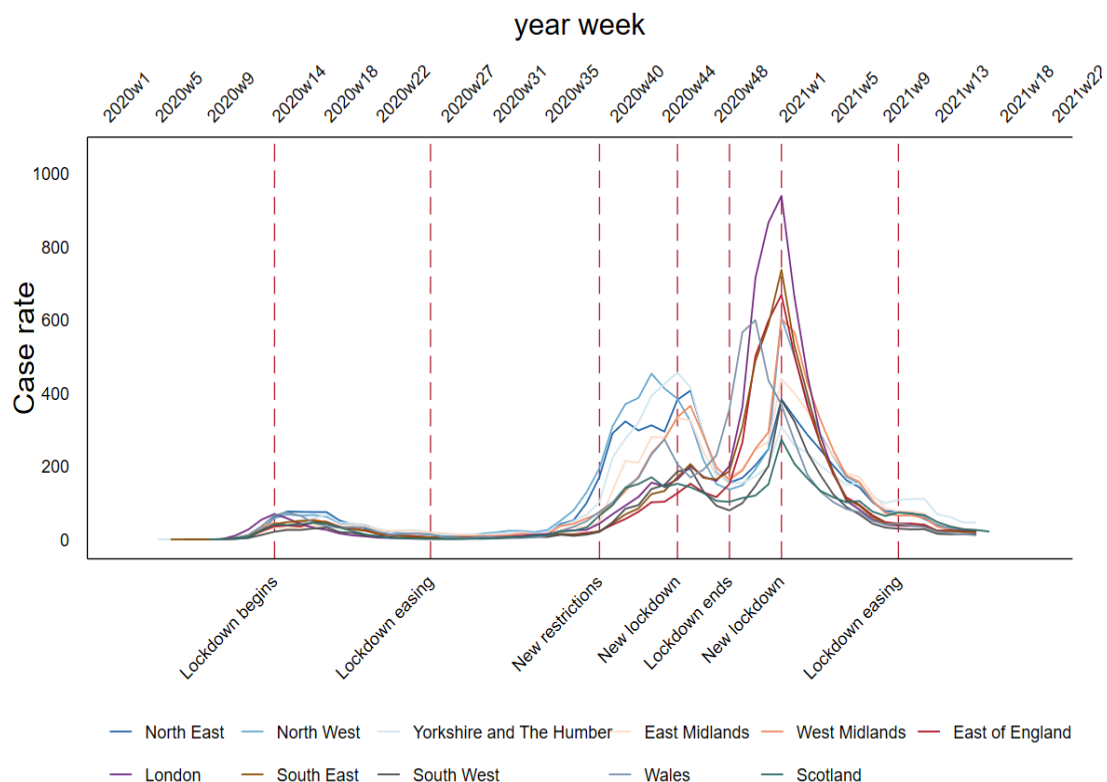 year week
2020w1 2020w5 2020w9 2020w14 2020w18 2020w22 2020w27 2020w31 2020w35 2020w40 2020w44 2020w48 2021w1 2021w5 2021w9 2021w13 2021w18 2021w22
1000
800
600
400
200
0
Case rate
Lockdown begins Lockdown easing New restrictions New lockdown Lockdown ends New lockdown Lockdown easing
North East North West Yorkshire and The Humber East Midlands West Midlands East of England
London South East South West Wales Scotland